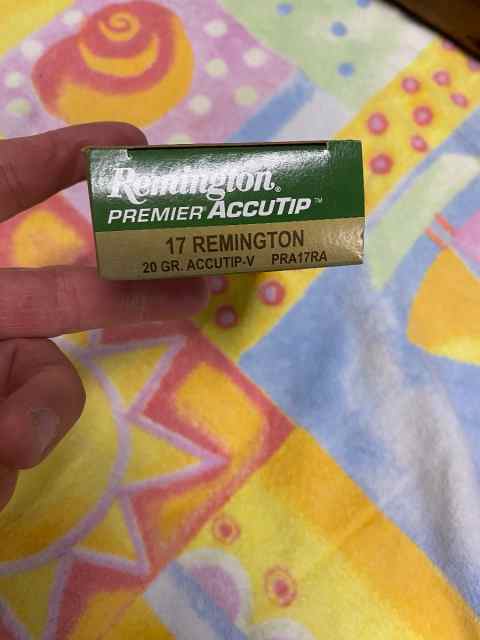 Remington®
PREMIER ACCUTIP™
17 REMINGTON
20 GR. ACCUTIP-V PRA17RA